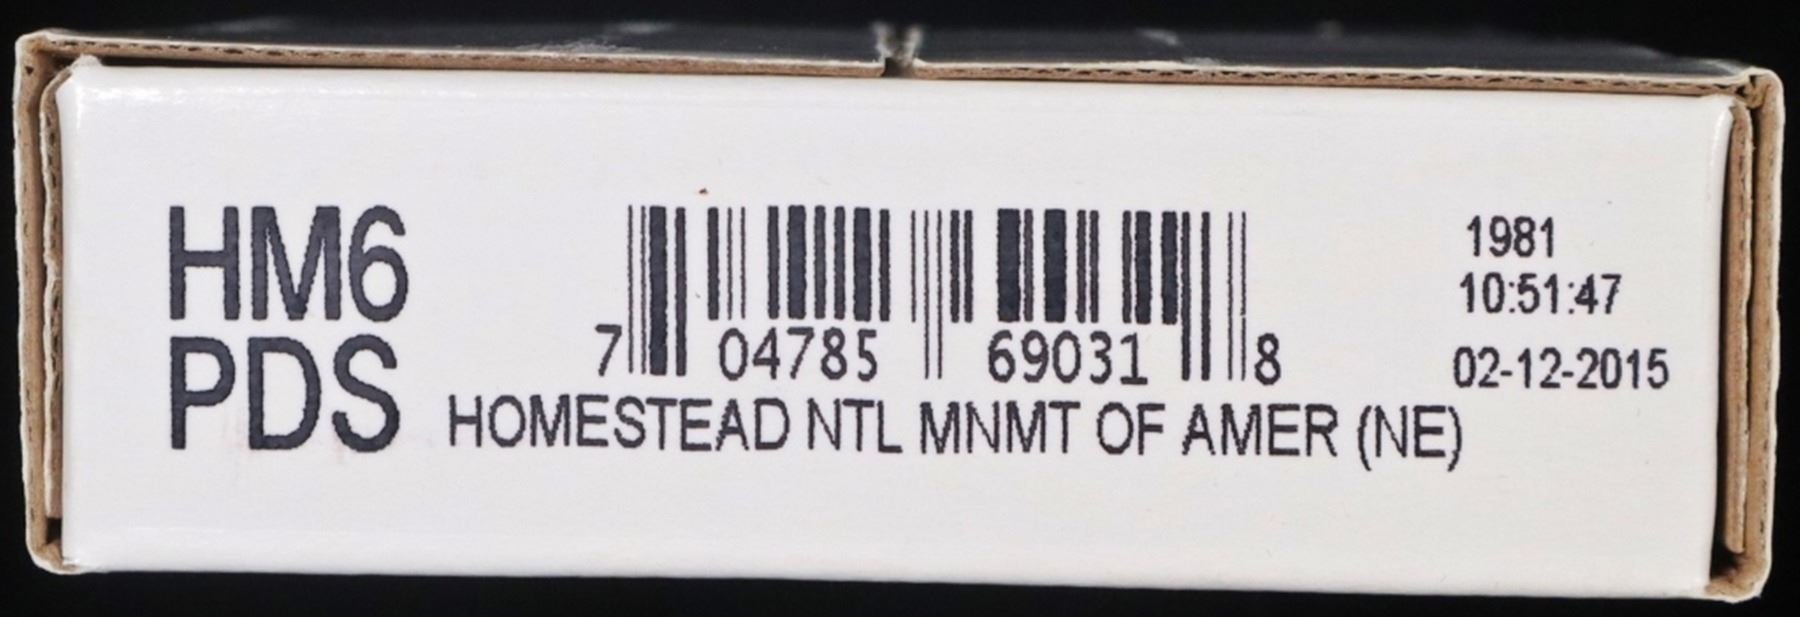 HM6
PDS
7 04785 69031 8
HOMESTEAD NTL MNMT OF AMER (NE)
1981
10:51:47
02-12-2015